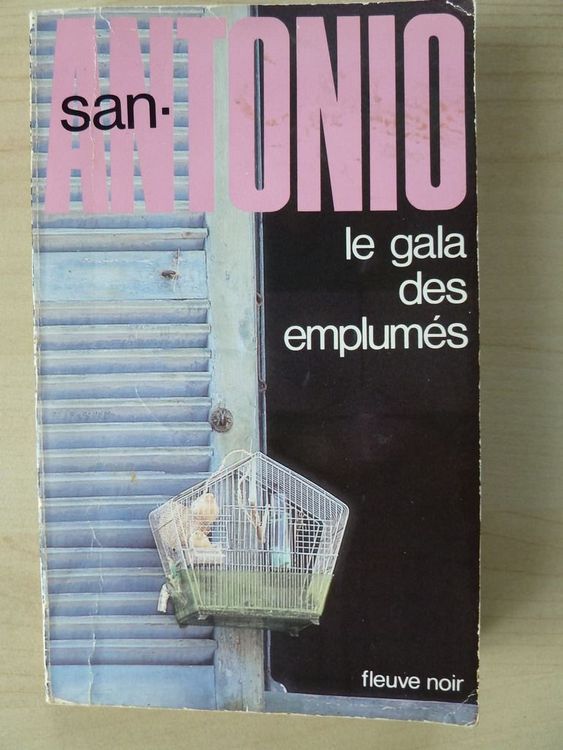 san·
ANTONIO
le gala
des
emplumés
fleuve noir